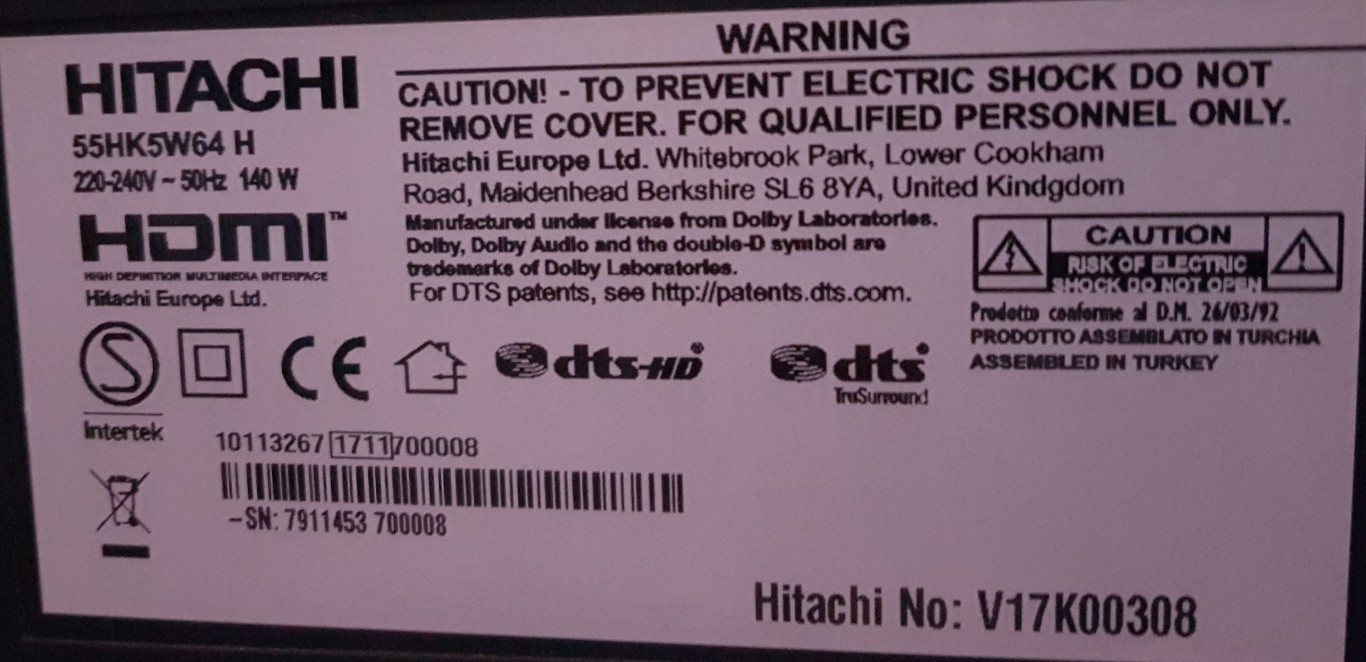 WARNING
HITACHI
55HK5W64 H
220-240V ~ 50Hz 140 W
HDMI™
HIGH DEFINITION MULTIMEDIA INTERFACE
Hitachi Europe Ltd.
CAUTION! - TO PREVENT ELECTRIC SHOCK DO NOT
REMOVE COVER. FOR QUALIFIED PERSONNEL ONLY.
Hitachi Europe Ltd. Whitebrook Park, Lower Cookham
Road, Maidenhead Berkshire SL6 8YA, United Kindgdom
Manufactured under license from Dolby Laboratories.
Dolby, Dolby Audio and the double-D symbol are
trademarks of Dolby Laboratories.
For DTS patents, see http://patents.dts.com.
CAUTION
RISK OF ELECTRIC
SHOCK DO NOT OPEN
Prodotto conforme al D.M. 26/03/92
PRODOTTO ASSEMBLATO IN TURCHIA
ASSEMBLED IN TURKEY
S
Intertek
CE
dts-HD®
dts
TruSurround
10113267 1711 700008
-SN: 7911453 700008
Hitachi No: V17K00308